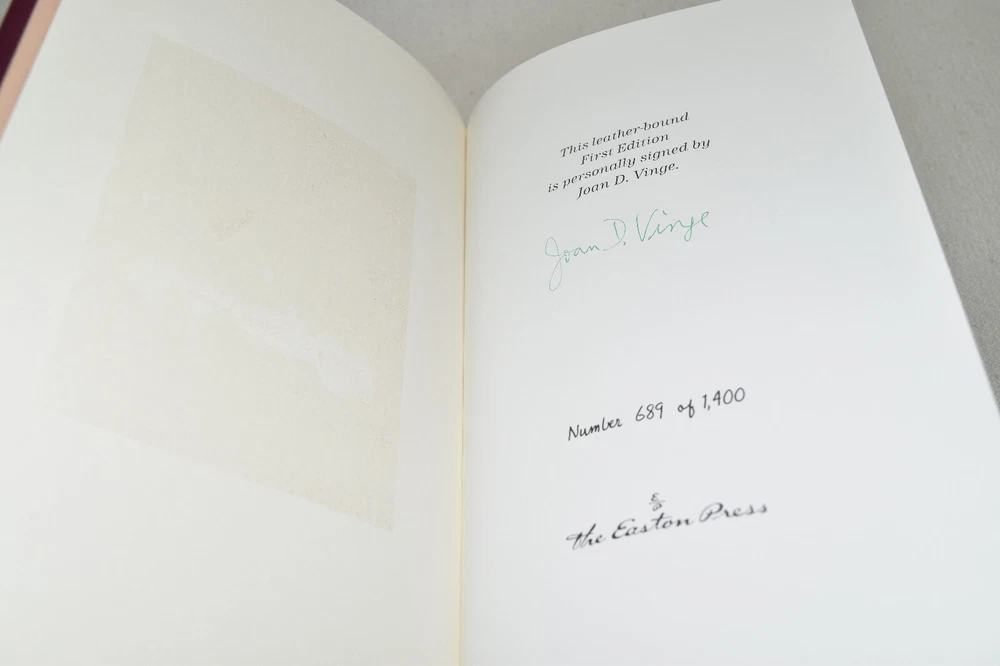 This leather-bound
First Edition
is personally signed by
Joan D. Vinge.
Joan D. Vinge
Number 689 of 1,400
the Easton Press